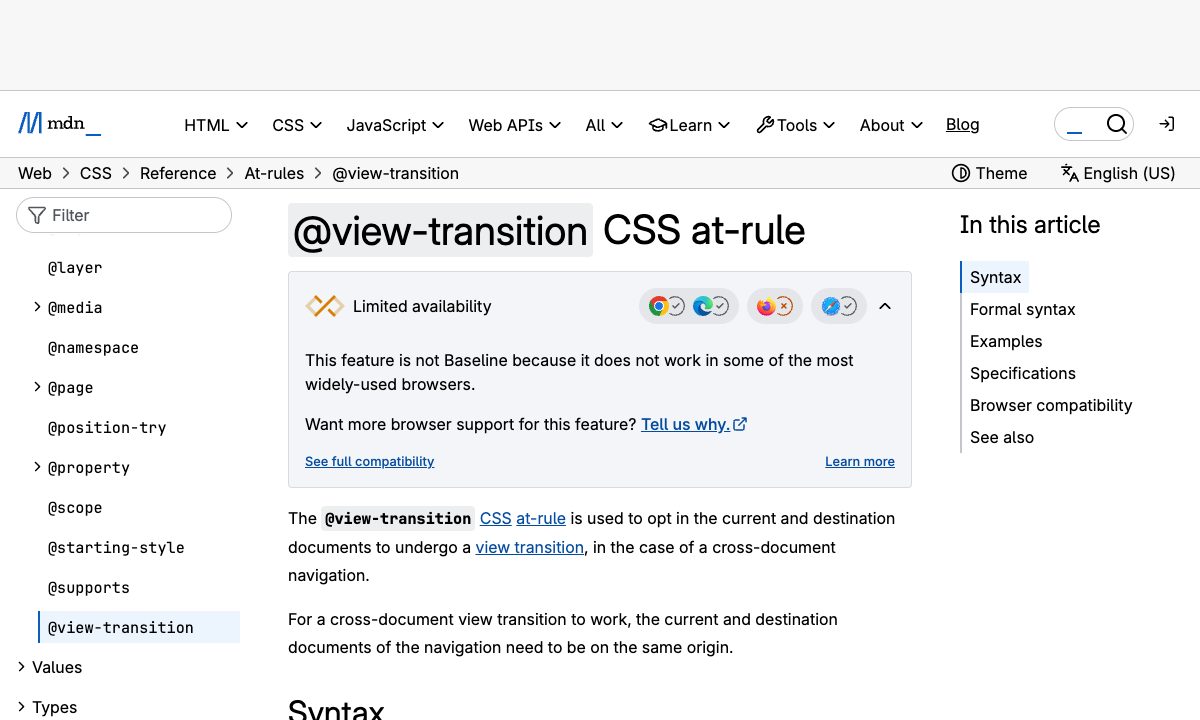 mdn_
HTML CSS JavaScript Web APIs All Learn Tools About Blog
Web CSS Reference At-rules @view-transition Theme English (US)
Filter
@layer
@media
@namespace
@page
@position-try
@property
@scope
@starting-style
@supports
@view-transition
Values
Types
@view-transition CSS at-rule
Limited availability
This feature is not Baseline because it does not work in some of the most
widely-used browsers.
Want more browser support for this feature? Tell us why.
See full compatibility Learn more
The @view-transition CSS at-rule is used to opt in the current and destination
documents to undergo a view transition, in the case of a cross-document
navigation.
For a cross-document view transition to work, the current and destination
documents of the navigation need to be on the same origin.
Syntax
In this article
Syntax
Formal syntax
Examples
Specifications
Browser compatibility
See also